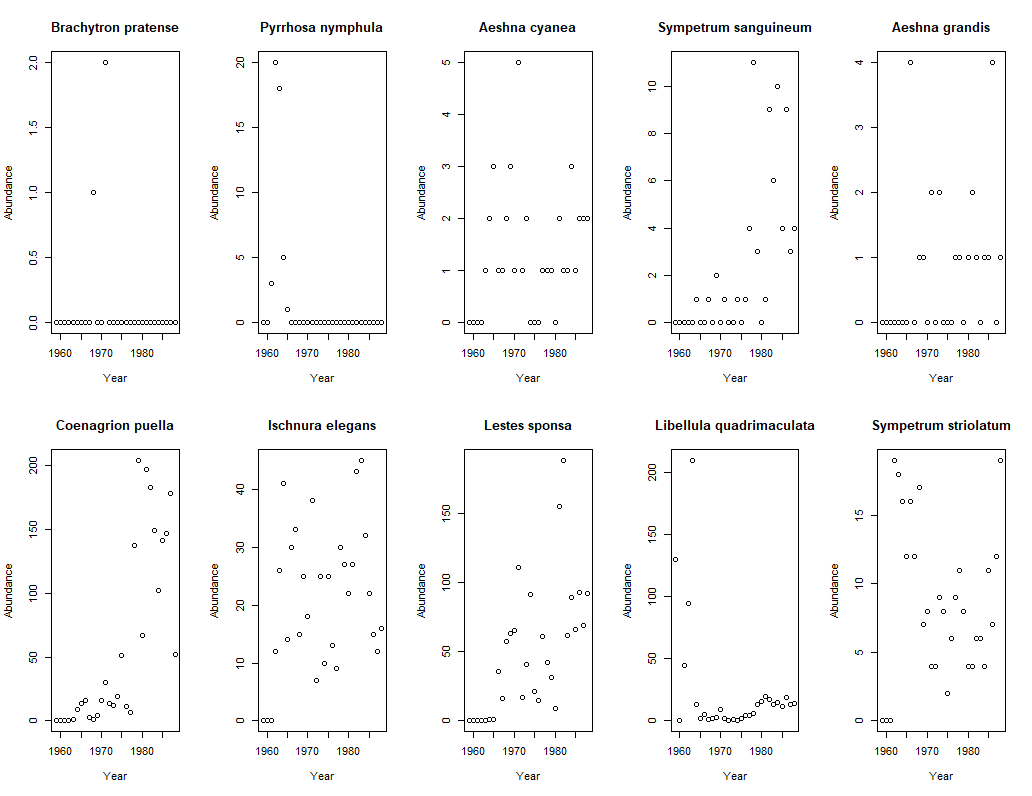 Brachytron pratense
Abundance
0.0 0.5 1.0 1.5 2.0
1960 1970 1980
Year
Pyrrhosa nymphula
Abundance
0 5 10 15 20
1960 1970 1980
Year
Aeshna cyanea
Abundance
0 1 2 3 4 5
1960 1970 1980
Year
Sympetrum sanguineum
Abundance
0 2 4 6 8 10
1960 1970 1980
Year
Aeshna grandis
Abundance
0 1 2 3 4
1960 1970 1980
Year
Coenagrion puella
Abundance
0 50 100 150 200
1960 1970 1980
Year
Ischnura elegans
Abundance
0 10 20 30 40
1960 1970 1980
Year
Lestes sponsa
Abundance
0 50 100 150
1960 1970 1980
Year
Libellula quadrimaculata
Abundance
0 50 100 150 200
1960 1970 1980
Year
Sympetrum striolatum
Abundance
0 5 10 15
1960 1970 1980
Year